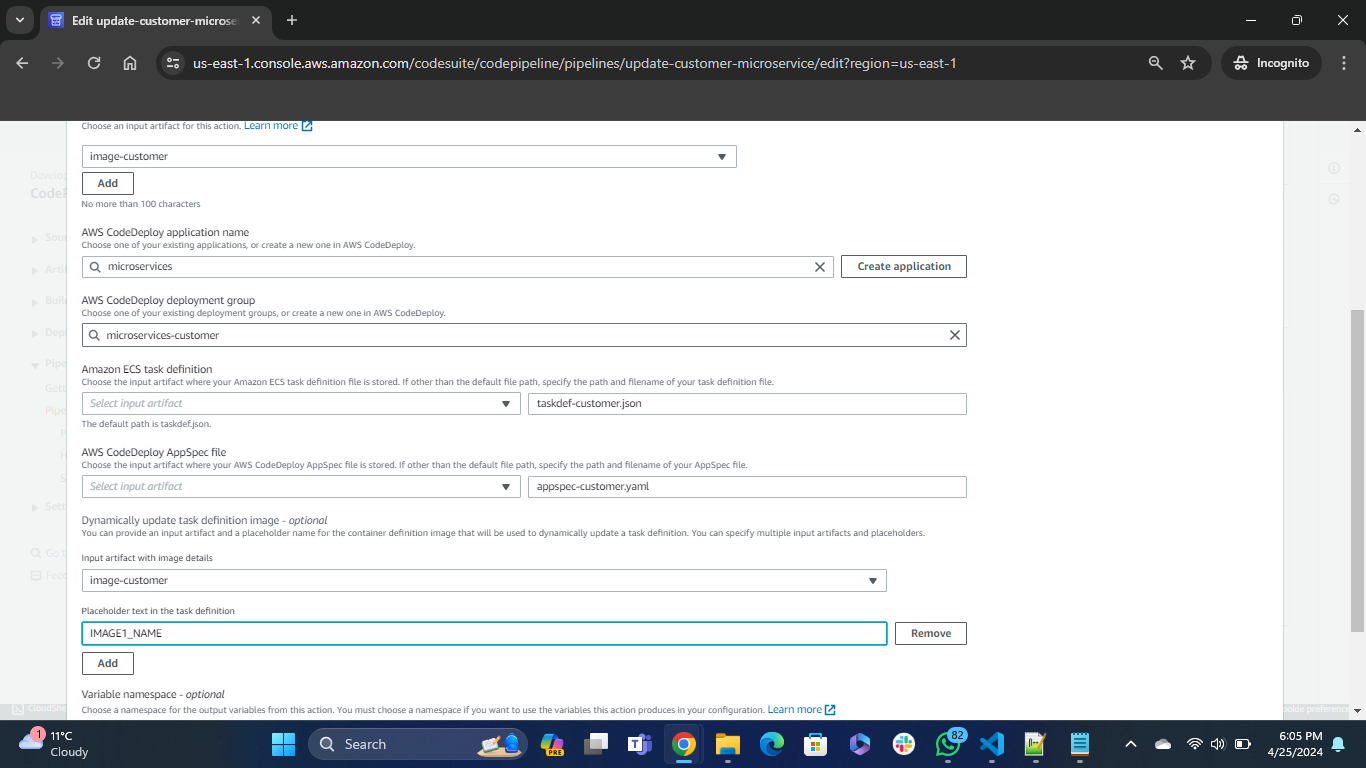 Edit update-customer-microse
us-east-1.console.aws.amazon.com/codesuite/codepipeline/pipelines/update-customer-microservice/edit?region=us-east-1
Incognito
Choose an input artifact for this action. Learn more
image-customer
Add
No more than 100 characters
AWS CodeDeploy application name
Choose one of your existing applications, or create a new one in AWS CodeDeploy.
microservices
Create application
AWS CodeDeploy deployment group
Choose one of your existing deployment groups, or create a new one in AWS CodeDeploy.
microservices-customer
Amazon ECS task definition
Choose the input artifact where your Amazon ECS task definition file is stored. If other than the default file path, specify the path and filename of your task definition file.
Select input artifact
taskdef-customer.json
The default path is taskdef.json.
AWS CodeDeploy AppSpec file
Choose the input artifact where your AWS CodeDeploy AppSpec file is stored. If other than the default file path, specify the path and filename of your AppSpec file.
Select input artifact
appspec-customer.yaml
Dynamically update task definition image - optional
You can provide an input artifact and a placeholder name for the container definition image that will be used to dynamically update a task definition. You can specify multiple input artifacts and placeholders.
Input artifact with image details
image-customer
Placeholder text in the task definition
IMAGE1_NAME
Remove
Add
Variable namespace - optional
Choose a namespace for the output variables from this action. You must choose a namespace if you want to use the variables this action produces in your configuration. Learn more
1
11°C
Cloudy
Search
PRE
82
6:05 PM
4/25/2024